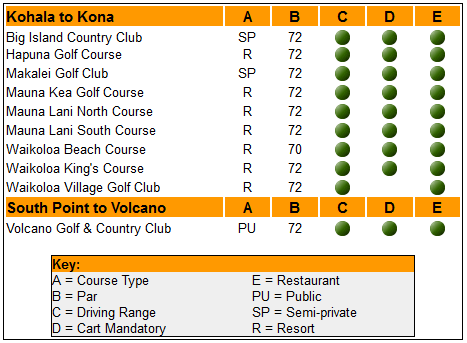 Kohala to Kona A B C D E
Big Island Country Club SP 72
Hapuna Golf Course R 72
Makalei Golf Club SP 72
Mauna Kea Golf Course R 72
Mauna Lani North Course R 72
Mauna Lani South Course R 72
Waikoloa Beach Course R 70
Waikoloa King's Course R 72
Waikoloa Village Golf Club R 72
South Point to Volcano A B C D E
Volcano Golf & Country Club PU 72
Key:
A = Course Type E = Restaurant
B = Par PU = Public
C = Driving Range SP = Semi-private
D = Cart Mandatory R = Resort